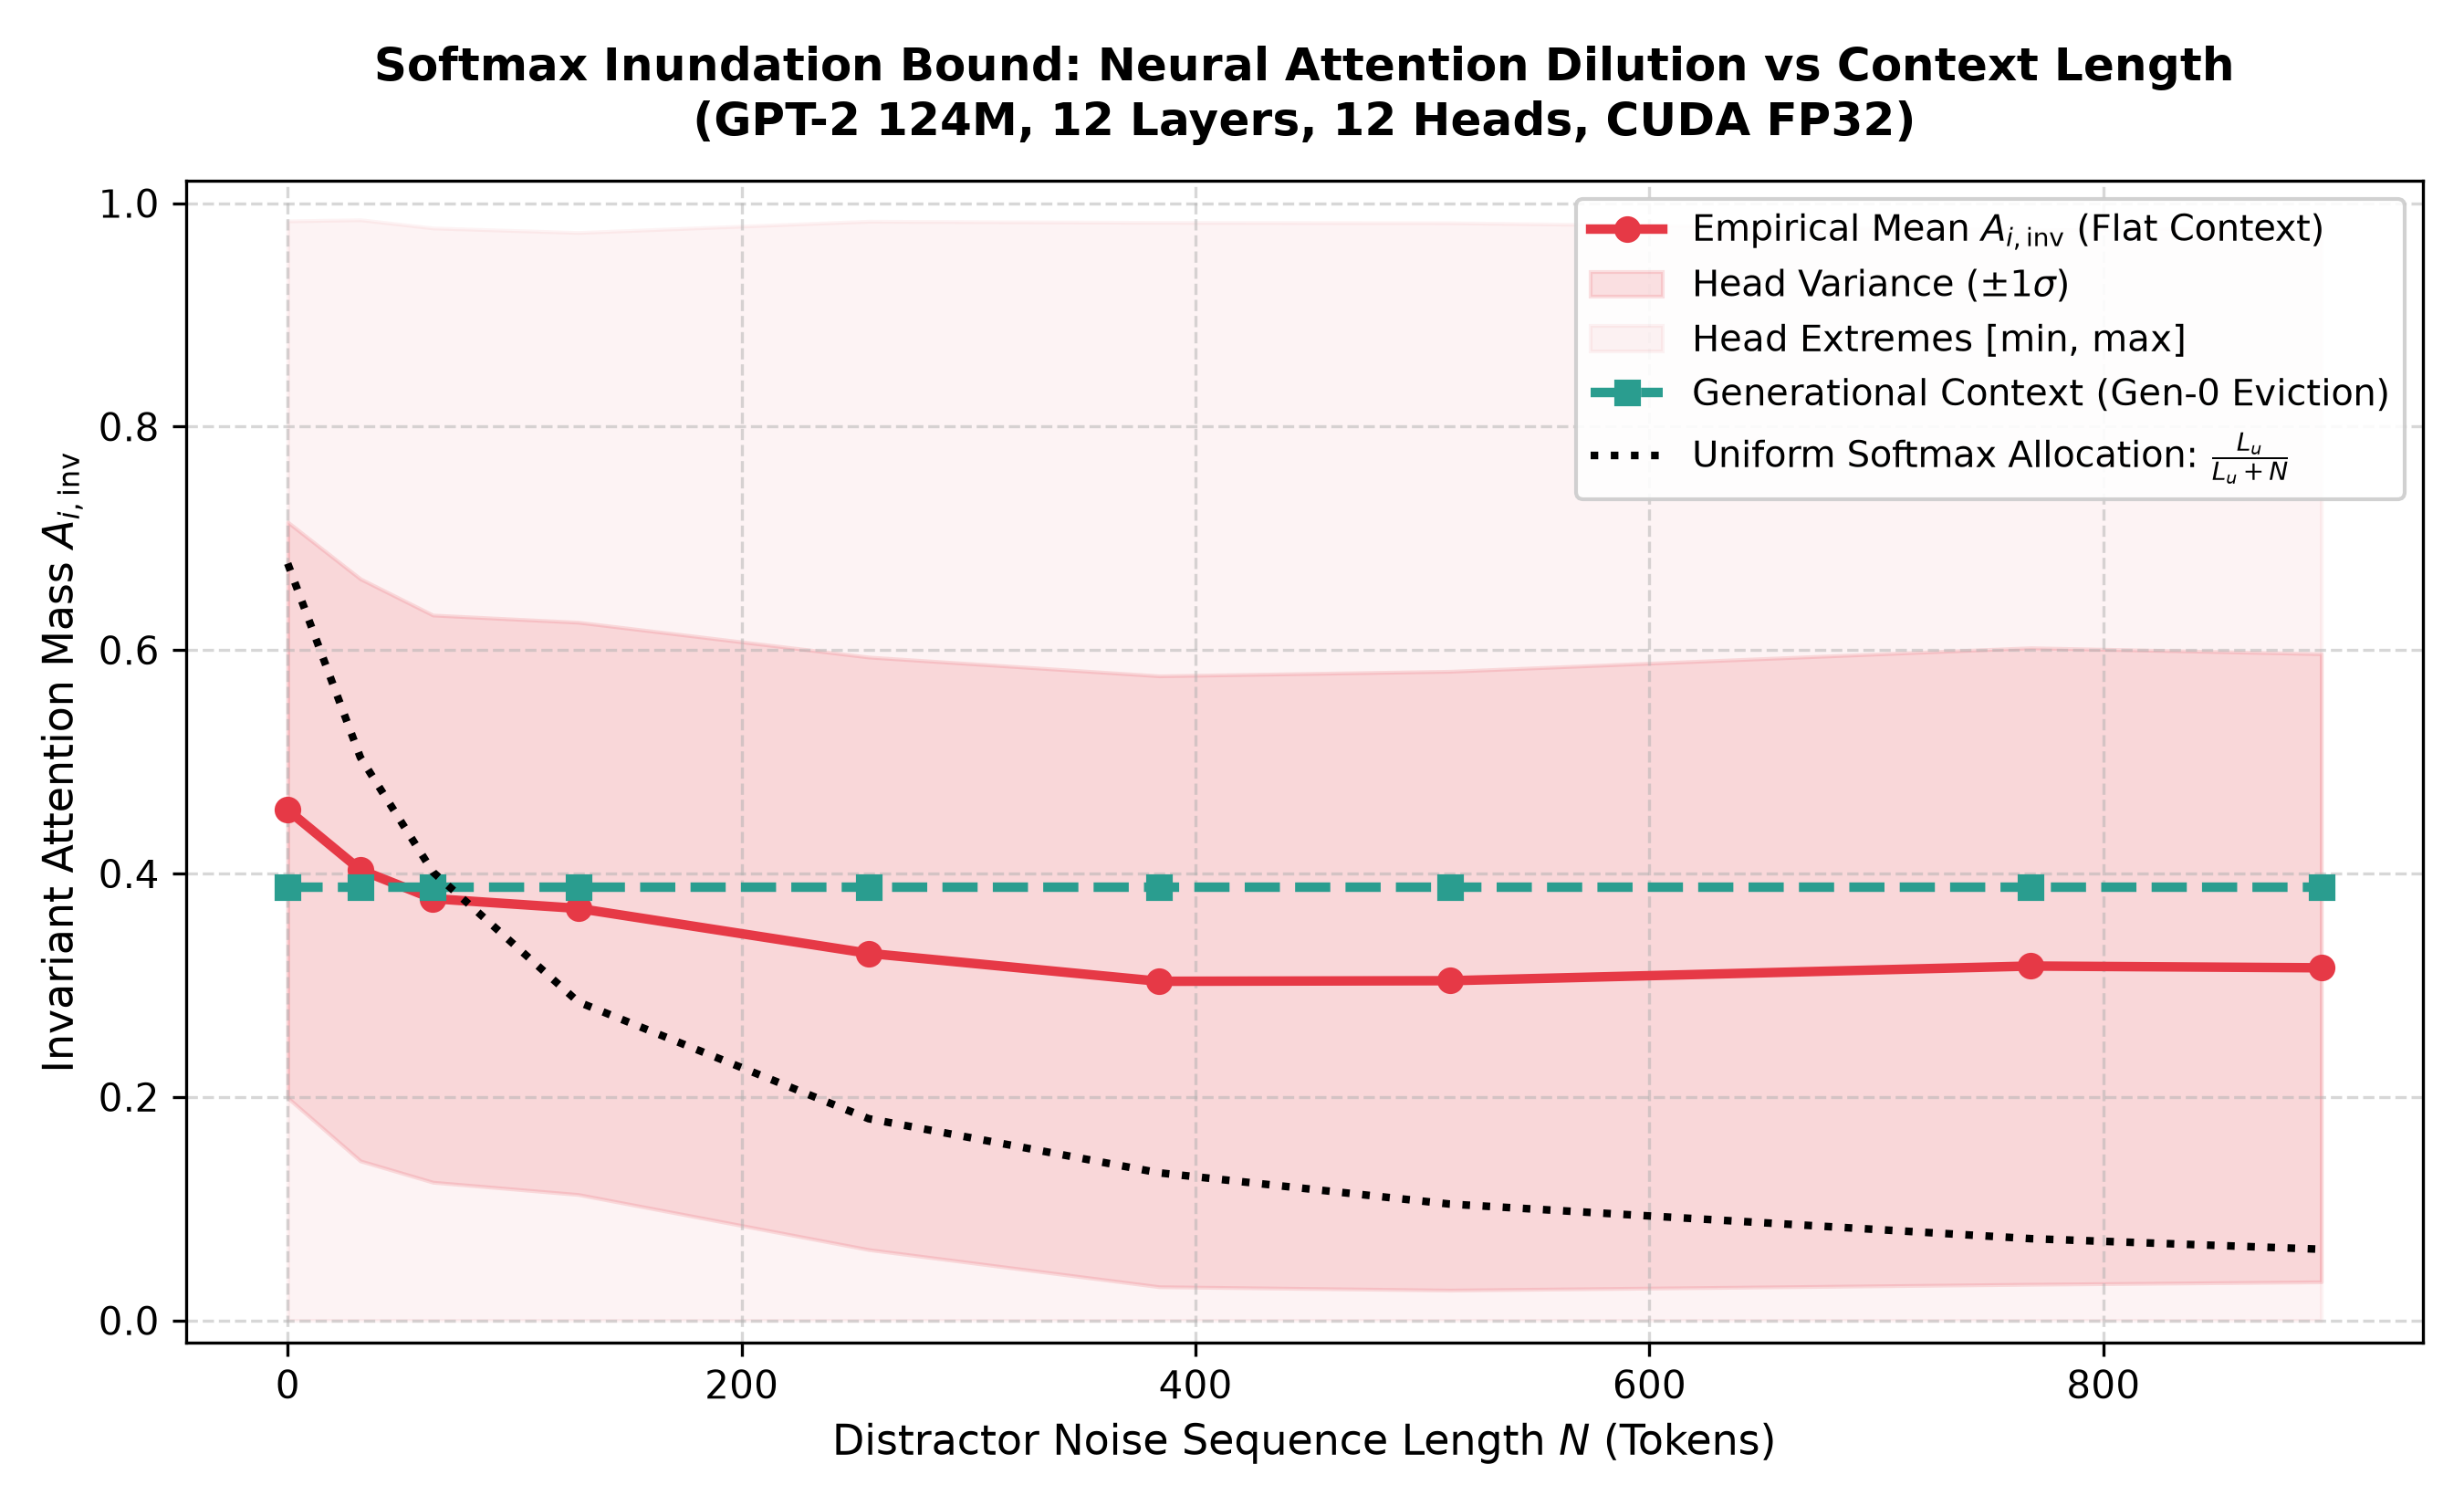 Softmax Inundation Bound: Neural Attention Dilution vs Context Length
(GPT-2 124M, 12 Layers, 12 Heads, CUDA FP32)
Empirical Mean A_{i, inv} (Flat Context)
Head Variance (±1σ)
Head Extremes [min, max]
Generational Context (Gen-0 Eviction)
Uniform Softmax Allocation: \frac{L_u}{L_u + N}
Invariant Attention Mass A_{i, inv}
1.0
0.8
0.6
0.4
0.2
0.0
0 200 400 600 800
Distractor Noise Sequence Length N (Tokens)